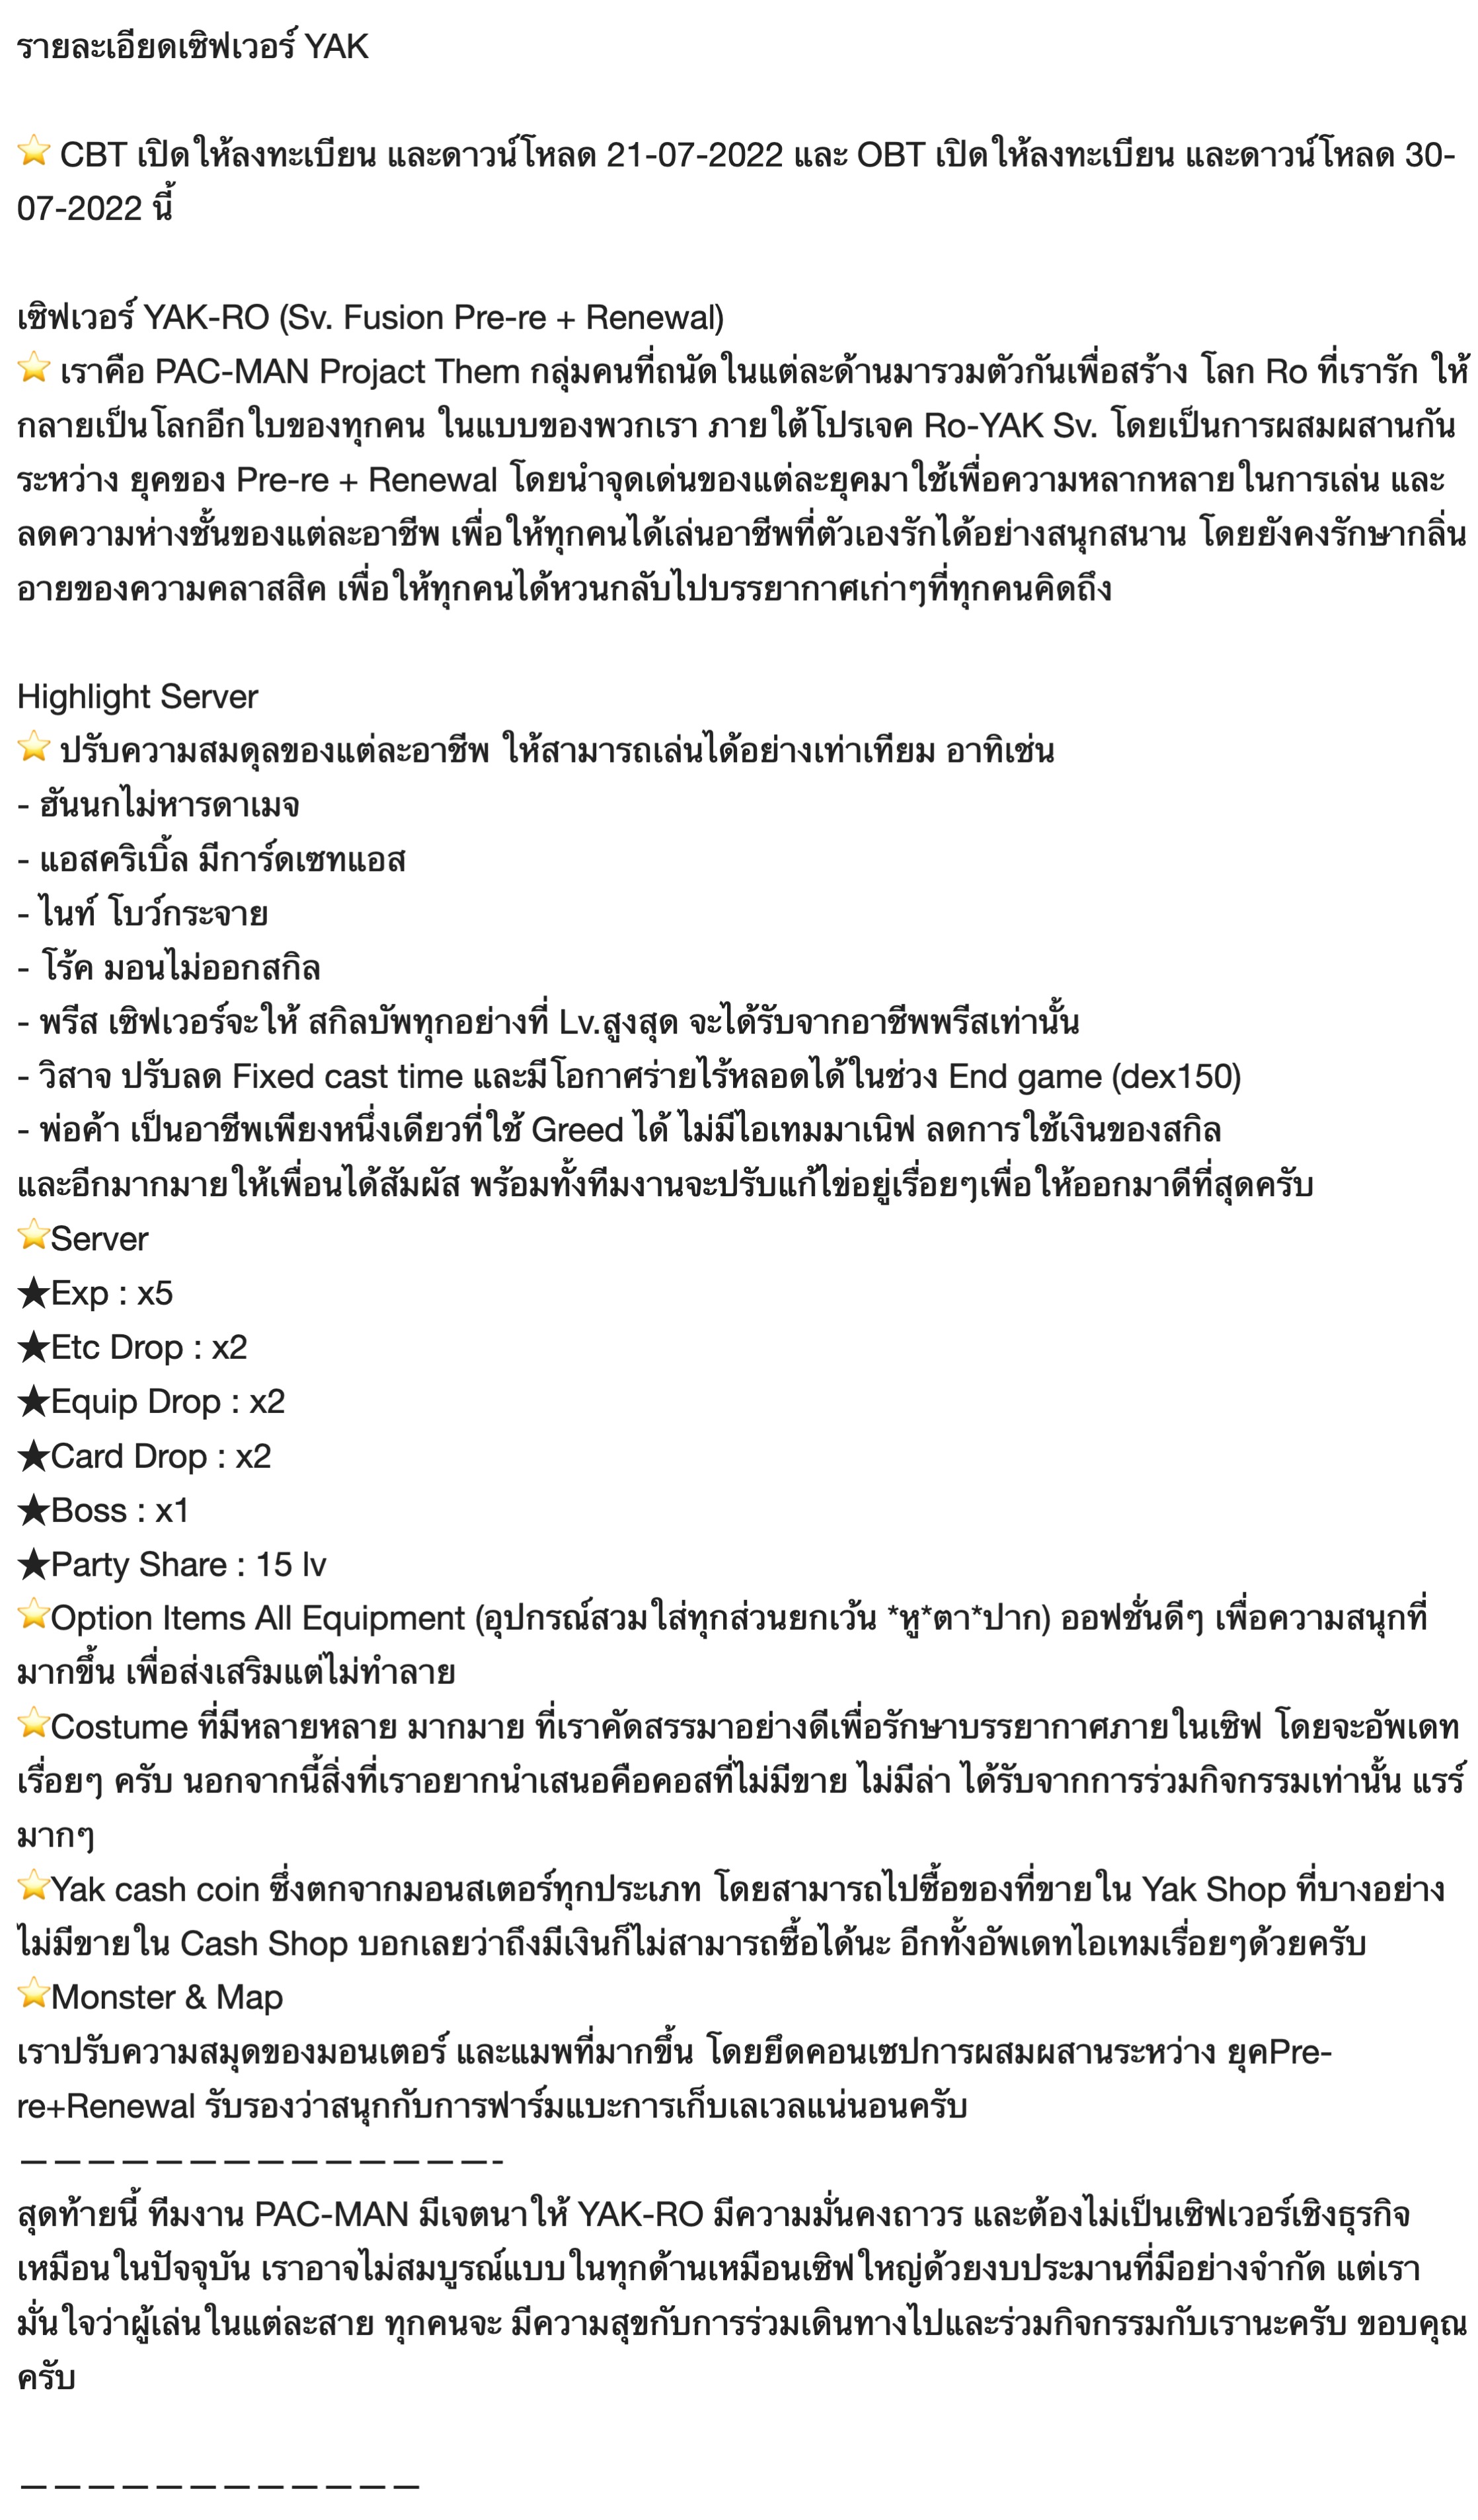 รายละเอียดเซิฟเวอร์ YAK
⭐ CBT เปิดให้ลงทะเบียน และดาวน์โหลด 21-07-2022 และ OBT เปิดให้ลงทะเบียน และดาวน์โหลด 30-
07-2022 นี้
เซิฟเวอร์ YAK-RO (Sv. Fusion Pre-re + Renewal)
⭐ เราคือ PAC-MAN Projact Them กลุ่มคนที่ถนัดในแต่ละด้านมารวมตัวกันเพื่อสร้าง โลก Ro ที่เรารัก ให้
กลายเป็นโลกอีกใบของทุกคน ในแบบของพวกเรา ภายใต้โปรเจค Ro-YAK Sv. โดยเป็นการผสมผสานกัน
ระหว่าง ยุคของ Pre-re + Renewal โดยนำจุดเด่นของแต่ละยุคมาใช้เพื่อความหลากหลายในการเล่น และ
ลดความห่างชั้นของแต่ละอาชีพ เพื่อให้ทุกคนได้เล่นอาชีพที่ตัวเองรักได้อย่างสนุกสนาน โดยยังคงรักษากลิ่น
อายของความคลาสสิค เพื่อให้ทุกคนได้หวนกลับไปบรรยากาศเก่าๆที่ทุกคนคิดถึง
Highlight Server
⭐ ปรับความสมดุลของแต่ละอาชีพ ให้สามารถเล่นได้อย่างเท่าเทียม อาทิเช่น
- ฮันนกไม่หารดาเมจ
- แอสคริเบิ้ล มีการ์ดเซทแอส
- ไนท์ โบว์กระจาย
- โร้ค มอนไม่ออกสกิล
- พรีส เซิฟเวอร์จะให้ สกิลบัพทุกอย่างที่ Lv.สูงสุด จะได้รับจากอาชีพพรีสเท่านั้น
- วิสาจ ปรับลด Fixed cast time และมีโอกาศร่ายไร้หลอดได้ในช่วง End game (dex150)
- พ่อค้า เป็นอาชีพเพียงหนึ่งเดียวที่ใช้ Greed ได้ ไม่มีไอเทมมาเนิฟ ลดการใช้เงินของสกิล
และอีกมากมายให้เพื่อนได้สัมผัส พร้อมทั้งทีมงานจะปรับแก้ไข่อยู่เรื่อยๆเพื่อให้ออกมาดีที่สุดครับ
⭐Server
★Exp : x5
★Etc Drop : x2
★Equip Drop : x2
★Card Drop : x2
★Boss : x1
★Party Share : 15 lv
⭐Option Items All Equipment (อุปกรณ์สวมใส่ทุกส่วนยกเว้น *หู*ตา*ปาก) ออฟชั่นดีๆ เพื่อความสนุกที่
มากขึ้น เพื่อส่งเสริมแต่ไม่ทำลาย
⭐Costume ที่มีหลายหลาย มากมาย ที่เราคัดสรรมาอย่างดีเพื่อรักษาบรรยากาศภายในเซิฟ โดยจะอัพเดท
เรื่อยๆ ครับ นอกจากนี้สิ่งที่เราอยากนำเสนอคือคอสที่ไม่มีขาย ไม่มีล่า ได้รับจากการร่วมกิจกรรมเท่านั้น แรร์
มากๆ
⭐Yak cash coin ซึ่งตกจากมอนสเตอร์ทุกประเภท โดยสามารถไปซื้อของที่ขายใน Yak Shop ที่บางอย่าง
ไม่มีขายใน Cash Shop บอกเลยว่าถึงมีเงินก็ไม่สามารถซื้อได้นะ อีกทั้งอัพเดทไอเทมเรื่อยๆด้วยครับ
⭐Monster & Map
เราปรับความสมุดของมอนเตอร์ และแมพที่มากขึ้น โดยยึดคอนเซปการผสมผสานระหว่าง ยุคPre-
re+Renewal รับรองว่าสนุกกับการฟาร์มแบะการเก็บเลเวลแน่นอนครับ
——————————————-
สุดท้ายนี้ ทีมงาน PAC-MAN มีเจตนาให้ YAK-RO มีความมั่นคงถาวร และต้องไม่เป็นเซิฟเวอร์เชิงธุรกิจ
เหมือนในปัจจุบัน เราอาจไม่สมบูรณ์แบบในทุกด้านเหมือนเซิฟใหญ่ด้วยงบประมานที่มีอย่างจำกัด แต่เรา
มั่นใจว่าผู้เล่นในแต่ละสาย ทุกคนจะ มีความสุขกับการร่วมเดินทางไปและร่วมกิจกรรมกับเรานะครับ ขอบคุณ
ครับ
————————————